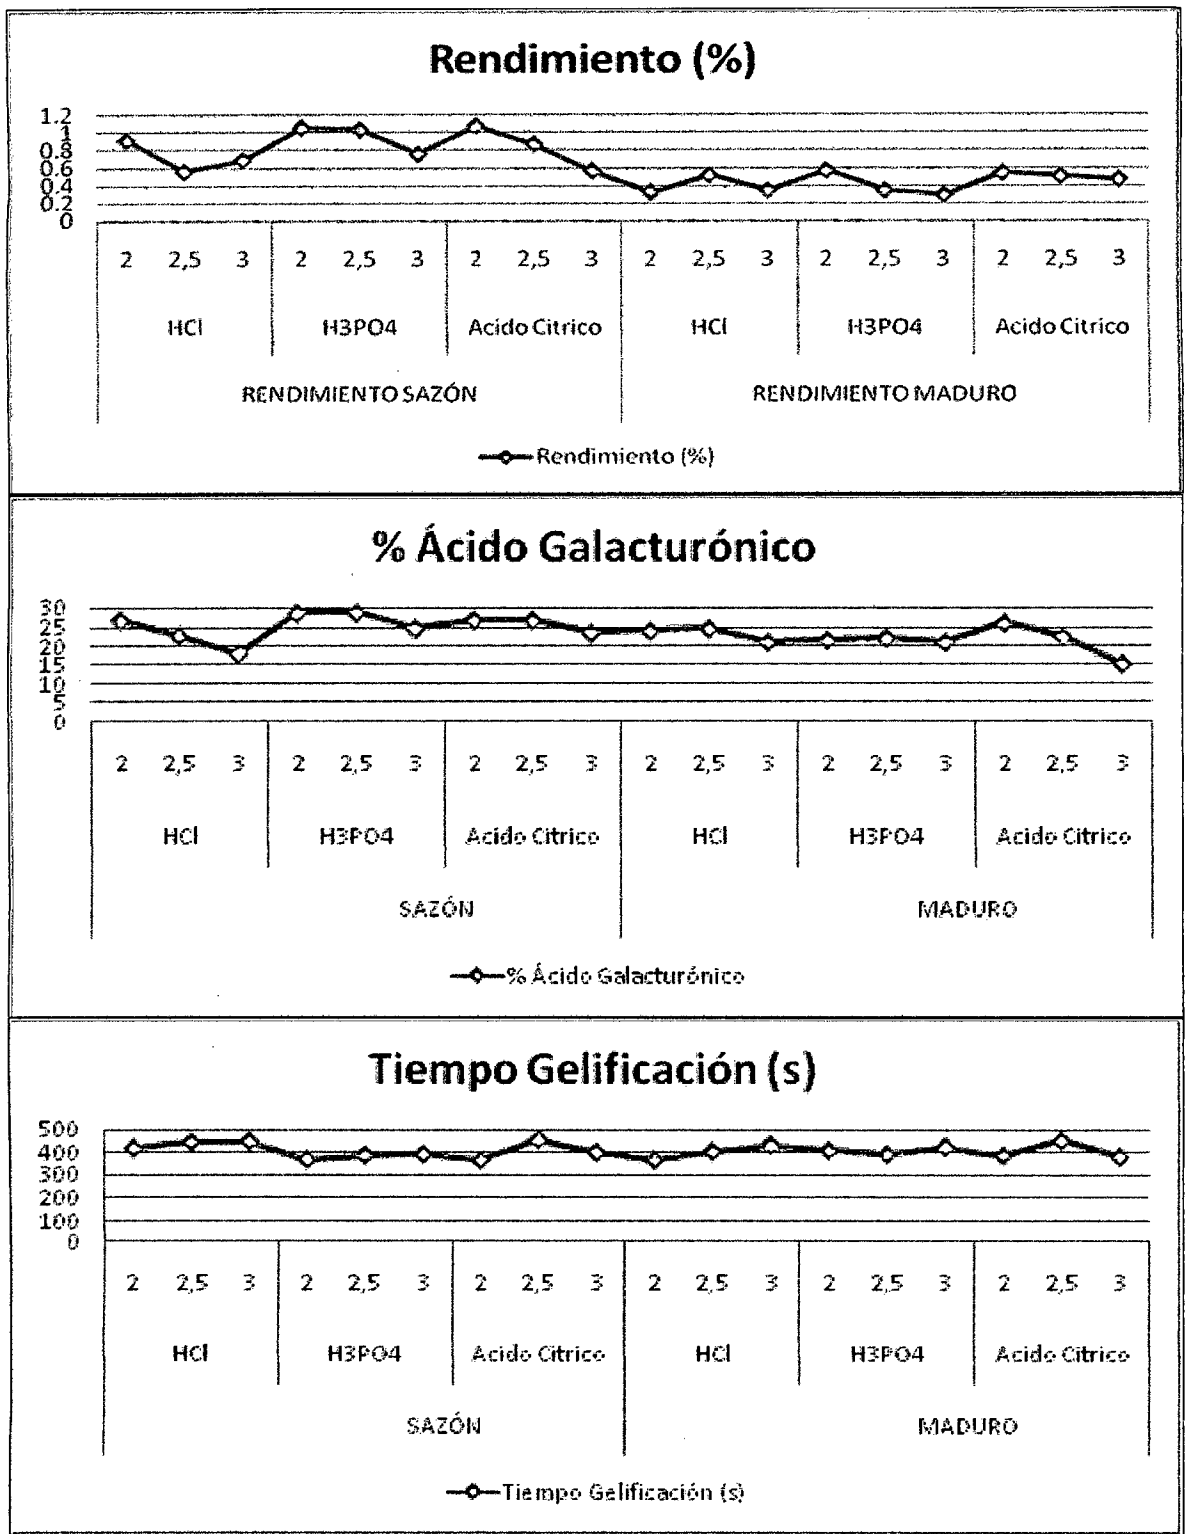 Rendimiento (%)
1.2
1
0.8
0.6
0.4
0.2
0
2 2,5 3 2 2,5 3 2 2,5 3 2 2,5 3 2 2,5 3 2 2,5 3
HCl H3PO4 Acido Citrico HCl H3PO4 Acido Citrico
RENDIMIENTO SAZÓN RENDIMIENTO MADURO
Rendimiento (%)
% Ácido Galacturónico
30
25
20
15
10
5
0
2 2,5 3 2 2,5 3 2 2,5 3 2 2,5 3 2 2,5 3 2 2,5 3
HCl H3PO4 Acido Citrico HCl H3PO4 Acido Citrico
SAZÓN MADURO
% Ácido Galacturónico
Tiempo Gelificación (s)
500
400
300
200
100
0
2 2,5 3 2 2,5 3 2 2,5 3 2 2,5 3 2 2,5 3 2 2,5 3
HCl H3PO4 Acido Citrico HCl H3PO4 Acido Citrico
SAZÓN MADURO
Tiempo Gelificación (s)